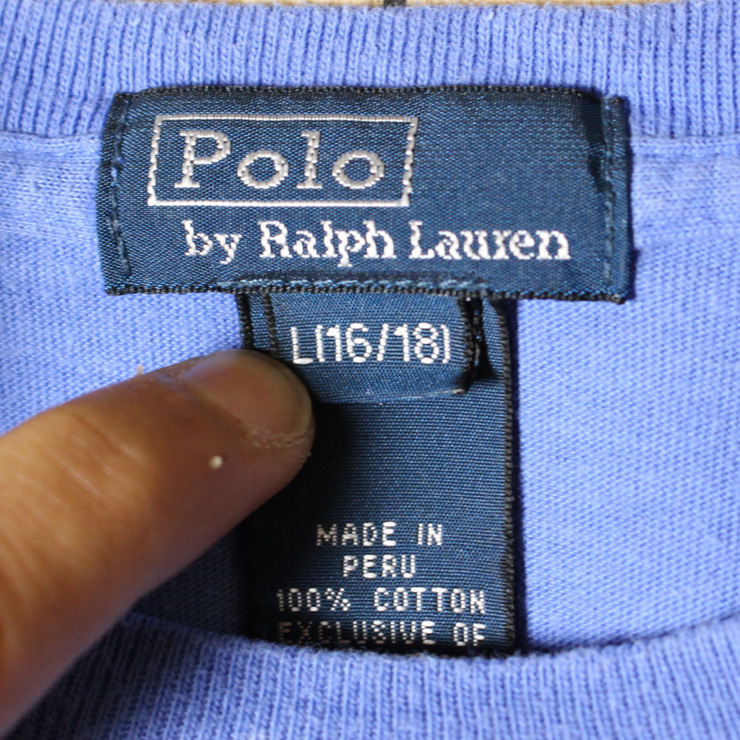 Polo
by Ralph Lauren
L(16/18)
MADE IN
PERU
100% COTTON
EXCLUSIVE OF